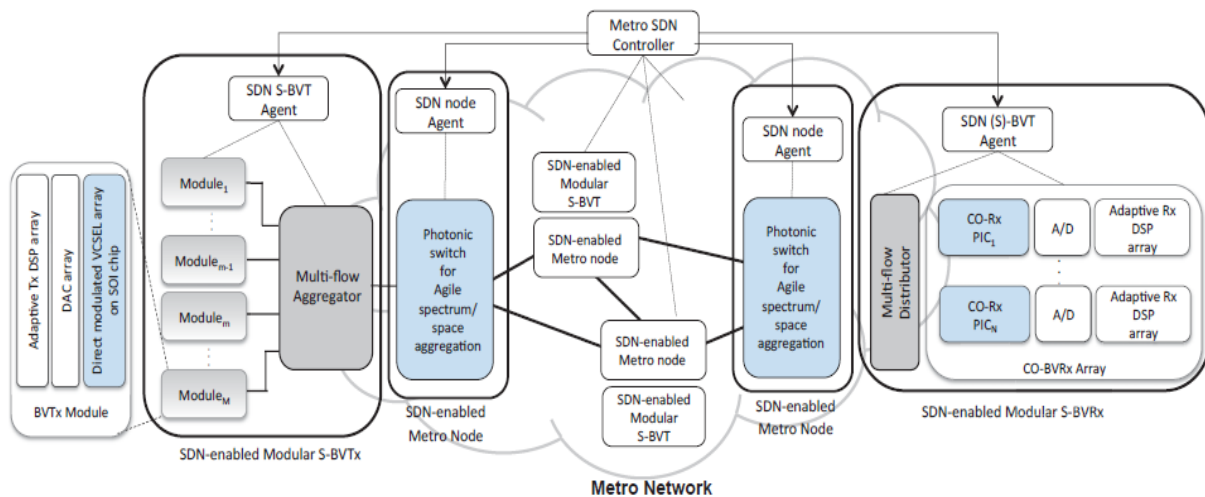 Metro SDN
Controller
SDN S-BVT
Agent
Module1
Module m-1
Module m
Module M
Multi-flow
Aggregator
SDN-enabled Modular S-BVTx
Adaptive Tx DSP array
DAC array
Direct modulated VCSEL array
on SOI chip
BVTx Module
SDN node
Agent
Photonic
switch
for
Agile
spectrum/
space
aggregation
SDN-enabled
Metro Node
SDN-enabled
Modular
S-BVT
SDN-enabled
Metro node
SDN-enabled
Metro node
SDN-enabled
Modular
S-BVT
SDN node
Agent
Photonic
switch
for
Agile
spectrum/
space
aggregation
SDN-enabled
Metro Node
SDN (S)-BVT
Agent
Multi-flow
Distributor
CO-Rx
PIC1
A/D
Adaptive Rx
DSP
array
CO-Rx
PICN
A/D
Adaptive Rx
DSP
array
CO-BVRx Array
SDN-enabled Modular S-BVRx
Metro Network